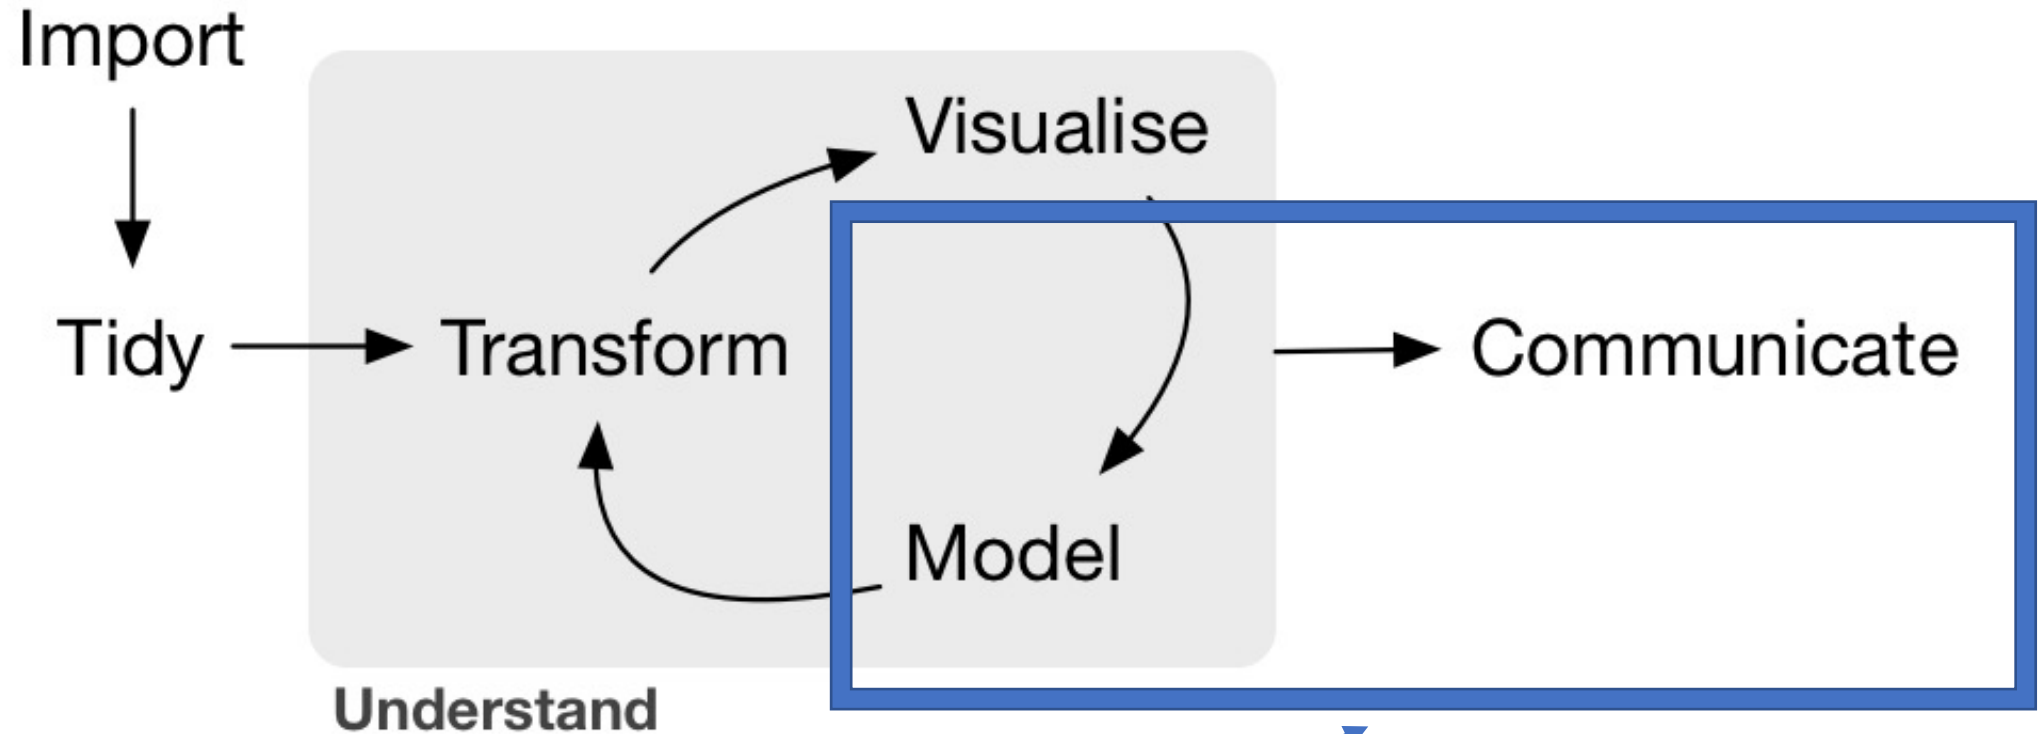 Import
Visualise
Tidy
Transform
Communicate
Model
Understand